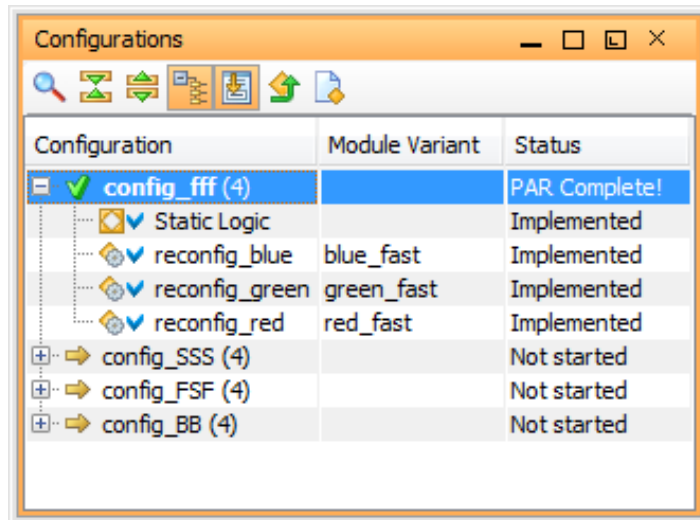 Configurations
Configuration Module Variant Status
config_fff (4) PAR Complete!
Static Logic Implemented
reconfig_blue blue_fast Implemented
reconfig_green green_fast Implemented
reconfig_red red_fast Implemented
config_SSS (4) Not started
config_FSF (4) Not started
config_BB (4) Not started